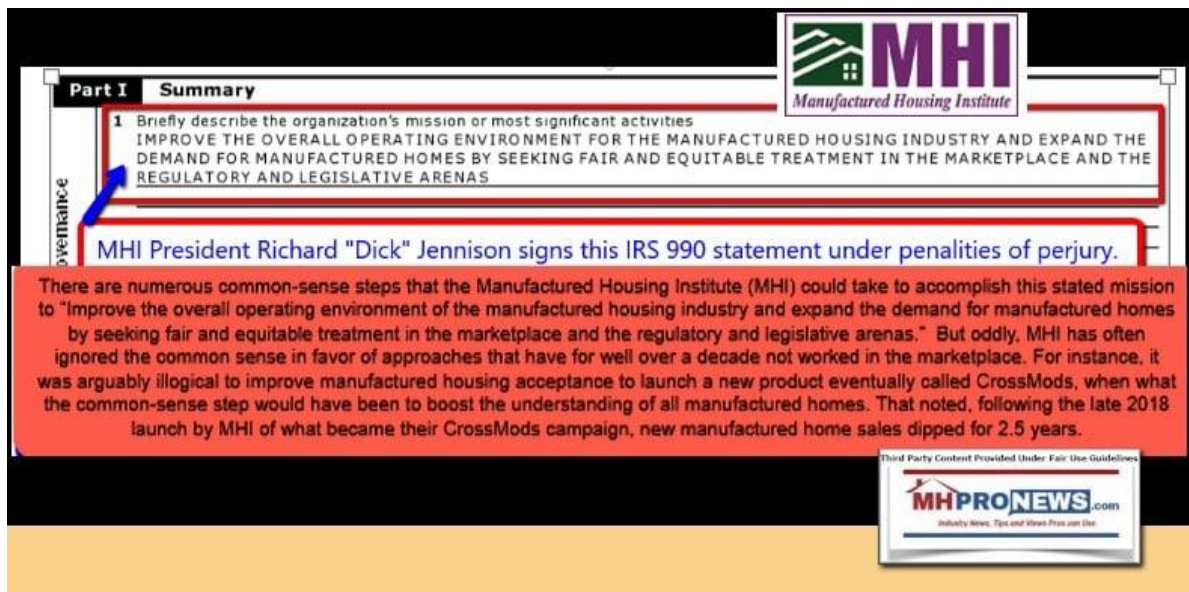 MHI
Manufactured Housing Institute
Part I Summary
1 Briefly describe the organization's mission or most significant activities
IMPROVE THE OVERALL OPERATING ENVIRONMENT FOR THE MANUFACTURED HOUSING INDUSTRY AND EXPAND THE
DEMAND FOR MANUFACTURED HOMES BY SEEKING FAIR AND EQUITABLE TREATMENT IN THE MARKETPLACE AND THE
REGULATORY AND LEGISLATIVE ARENAS
overnance
MHI President Richard "Dick" Jennison signs this IRS 990 statement under penalities of perjury.
There are numerous common-sense steps that the Manufactured Housing Institute (MHI) could take to accomplish this stated mission
to “Improve the overall operating environment of the manufactured housing industry and expand the demand for manufactured homes
by seeking fair and equitable treatment in the marketplace and the regulatory and legislative arenas.” But oddly, MHI has often
ignored the common sense in favor of approaches that have for well over a decade not worked in the marketplace. For instance, it
was arguably illogical to improve manufactured housing acceptance to launch a new product eventually called CrossMods, when what
the common-sense step would have been to boost the understanding of all manufactured homes. That noted, following the late 2018
launch by MHI of what became their CrossMods campaign, new manufactured home sales dipped for 2.5 years.
Third Party Content Provided Under Fair Use Guidelines
MHPRONEWS.com
Industry News, Tips and Views Pros can Use